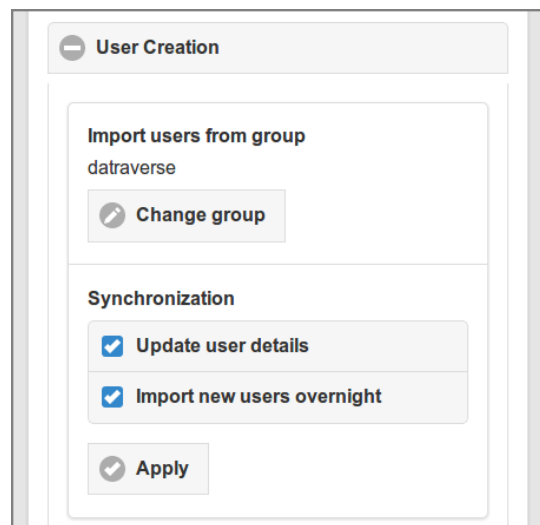 User Creation
Import users from group
datraverse
Change group
Synchronization
Update user details
Import new users overnight
Apply